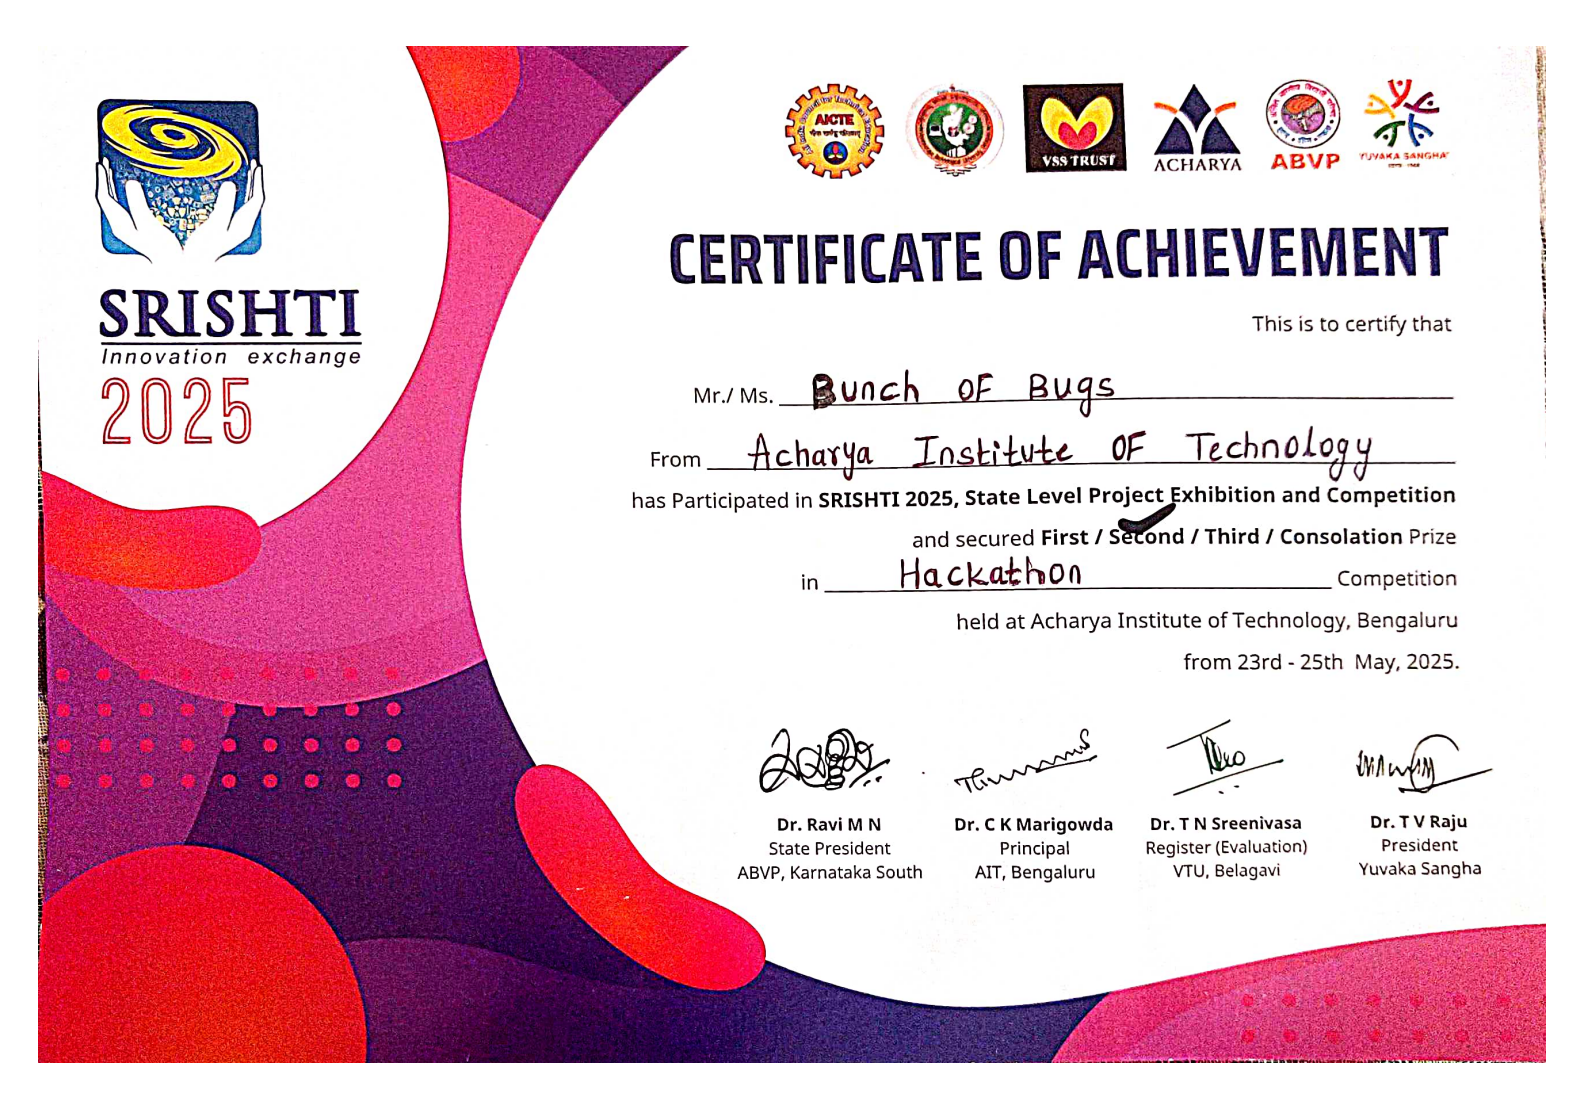 SRISHTI
Innovation exchange
2025
AICTE
VSS TRUST
ACHARYA
ABVP
YUVAKA SANGHA
CERTIFICATE OF ACHIEVEMENT
This is to certify that
Mr./ Ms. Bunch OF Bugs
From Acharya Institute OF Technology
has Participated in SRISHTI 2025, State Level Project Exhibition and Competition
and secured First / Second / Third / Consolation Prize
in Hackathon Competition
held at Acharya Institute of Technology, Bengaluru
from 23rd - 25th May, 2025.
Dr. Ravi M N
State President
ABVP, Karnataka South
Dr. C K Marigowda
Principal
AIT, Bengaluru
Dr. T N Sreenivasa
Register (Evaluation)
VTU, Belagavi
Dr. T V Raju
President
Yuvaka Sangha